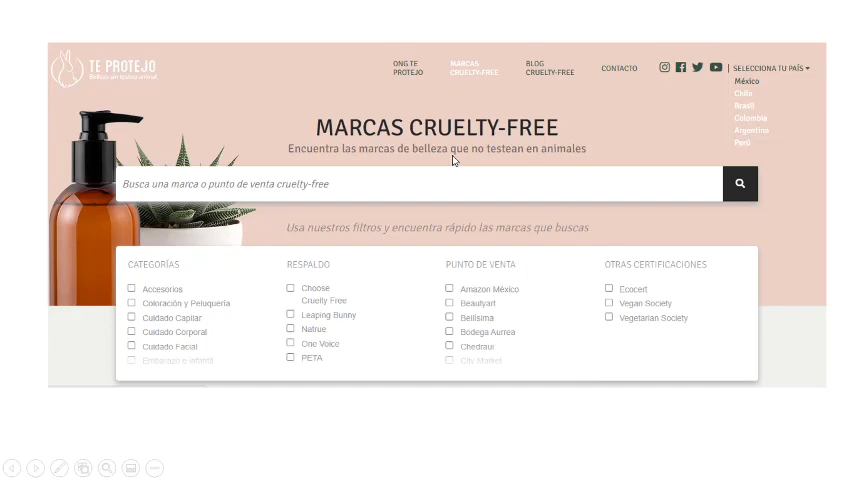 TE PROTEJO
Belleza sin testeo animal
ONG TE
PROTEJO
MARCAS
CRUELTY-FREE
BLOG
CRUELTY-FREE
CONTACTO
SELECCIONA TU PAÍS
México
Chile
Brasil
Colombia
Argentina
Perú
MARCAS CRUELTY-FREE
Encuentra las marcas de belleza que no testean en animales
Busca una marca o punto de venta cruelty-free
Usa nuestros filtros y encuentra rápido las marcas que buscas
CATEGORÍAS
Accesorios
Coloración y Peluquería
Cuidado Capilar
Cuidado Corporal
Cuidado Facial
Embarazo e infantil
RESPALDO
Choose
Cruelty Free
Leaping Bunny
Natrue
One Voice
PETA
PUNTO DE VENTA
Amazon México
Beautyart
Bellísima
Bodega Aurrea
Chedraui
City Market
OTRAS CERTIFICACIONES
Ecocert
Vegan Society
Vegetarian Society